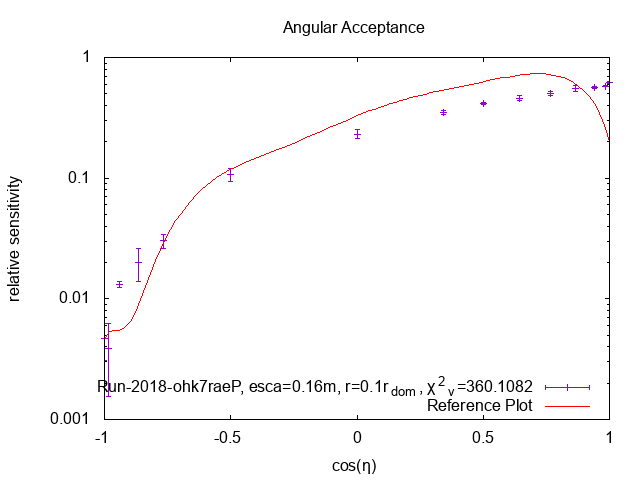 Angular Acceptance
relative sensitivity
1
0.1
0.01
0.001
Run-2018-ohk7raeP, esca=0.16m, r=0.1r_dom, χ²_ν=360.1082
Reference Plot
-1 -0.5 0 0.5 1
cos(η)